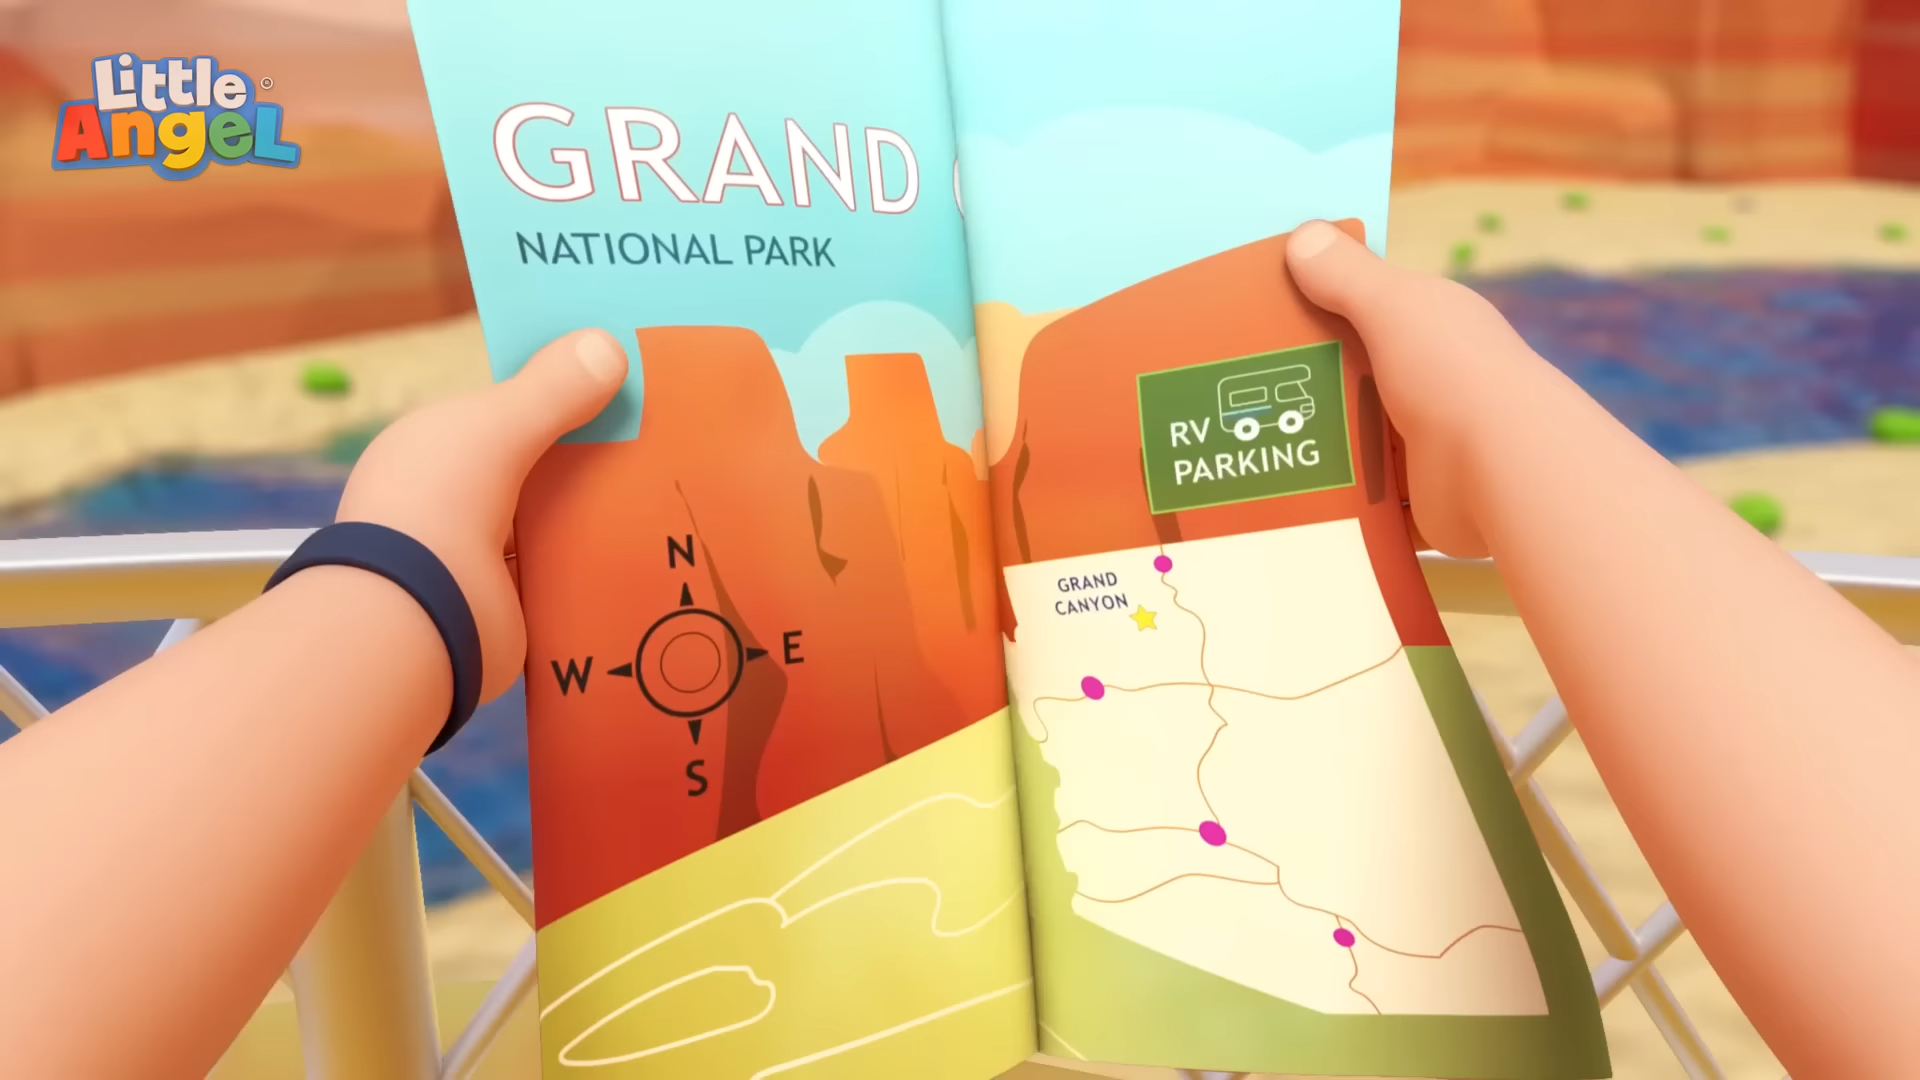 Little
Angel
GRAND
NATIONAL PARK
N
W
E
S
RV
PARKING
GRAND
CANYON